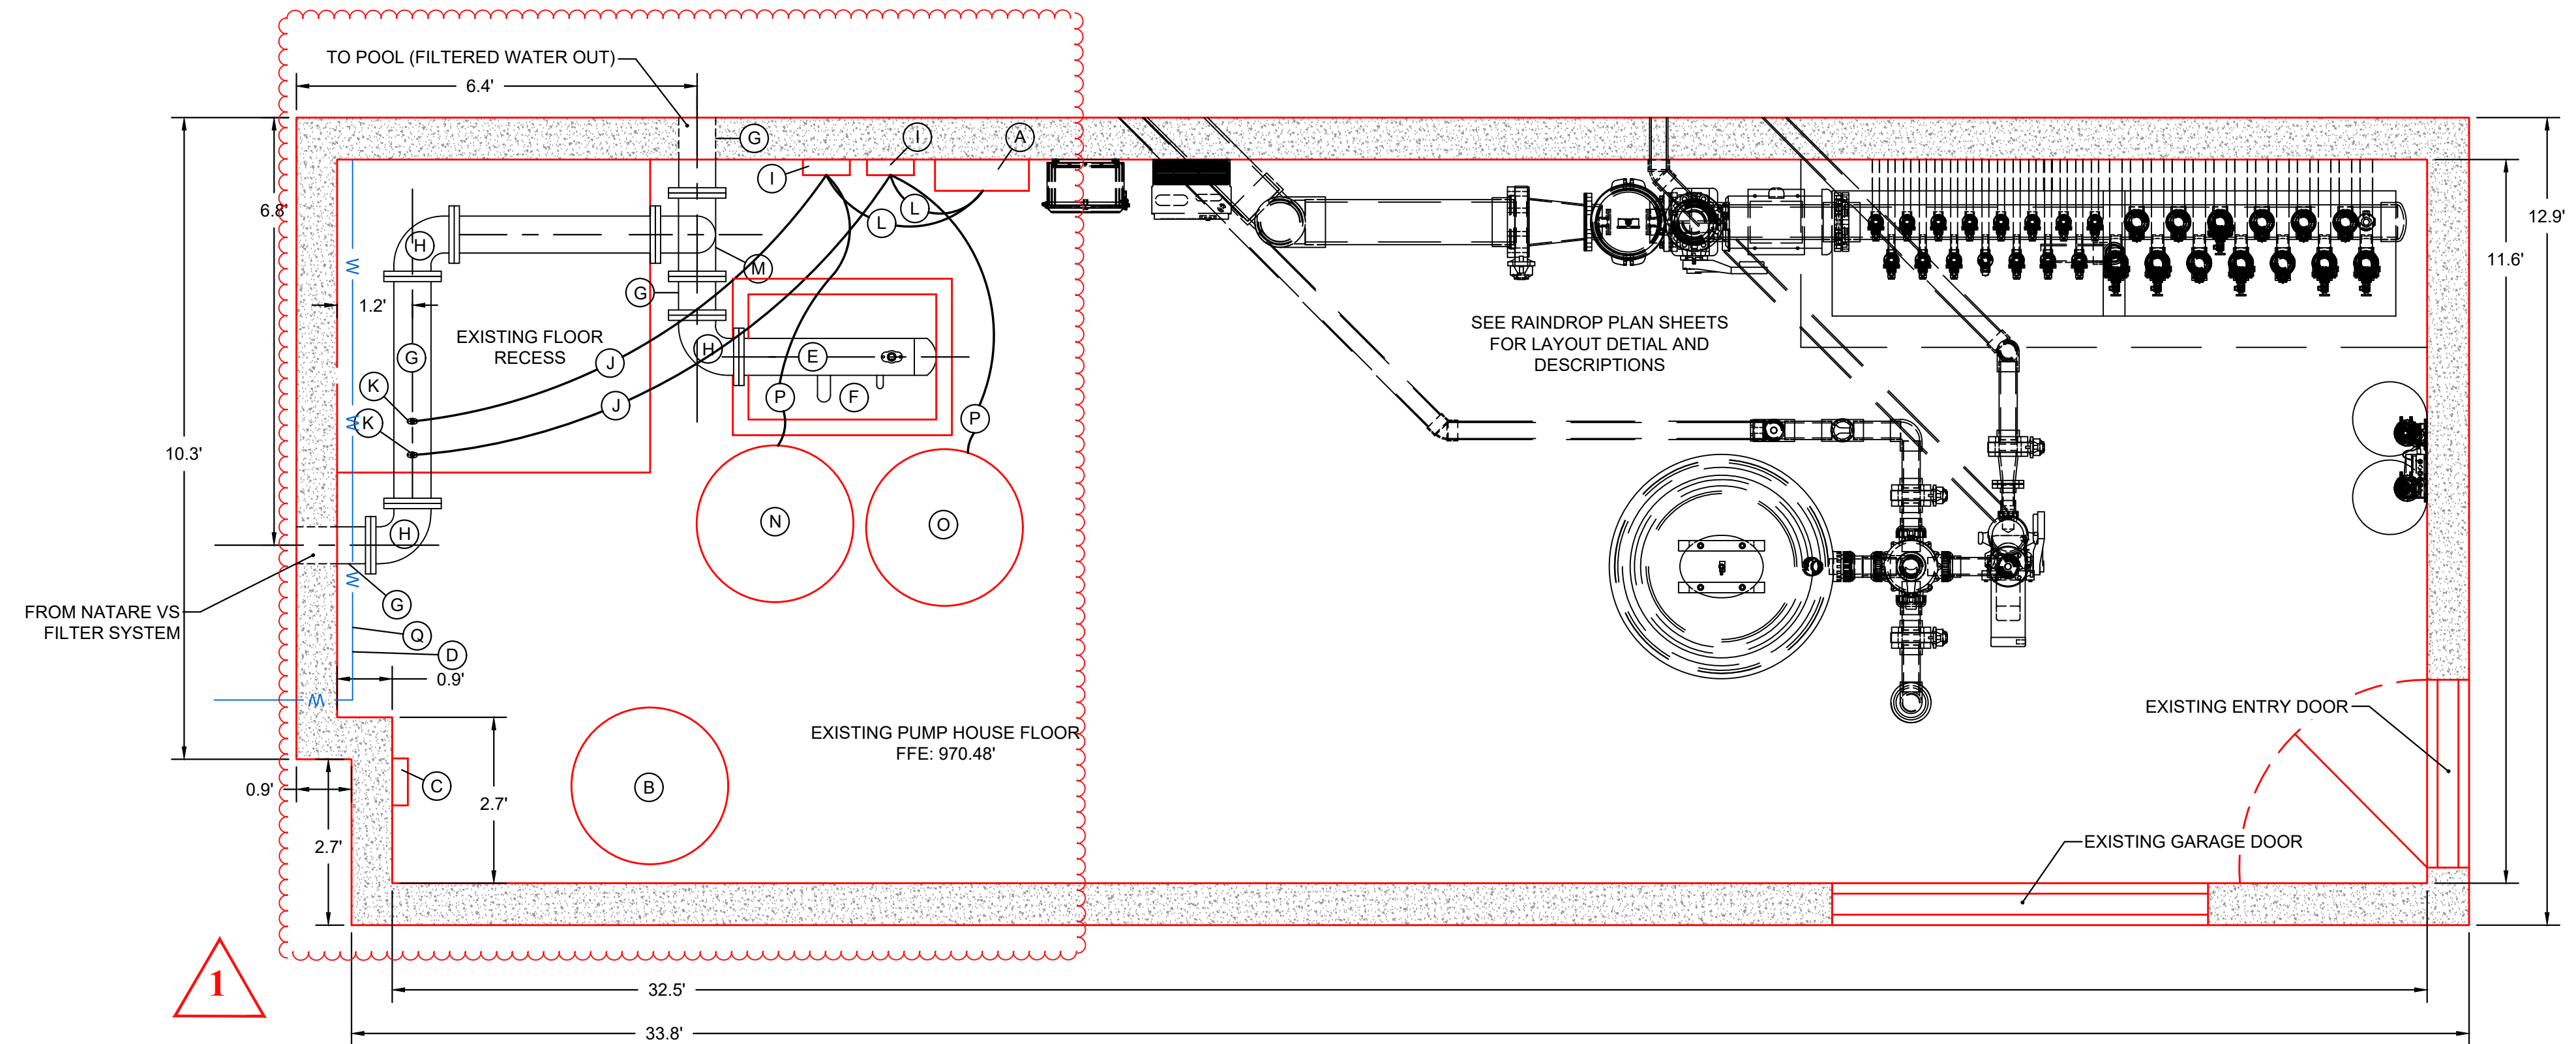 TO POOL (FILTERED WATER OUT)
6.4'
G
I
A
I
6.8'
12.9'
L
L
H
M
11.6'
W
G
1.2'
SEE RAINDROP PLAN SHEETS
FOR LAYOUT DETIAL AND
DESCRIPTIONS
EXISTING FLOOR
RECESS
G
H
E
J
K
P
F
J
P
K
W
10.3'
N
O
H
W
G
FROM NATARE VS
FILTER SYSTEM
Q
D
0.9'
W
EXISTING ENTRY DOOR
EXISTING PUMP HOUSE FLOOR
FFE: 970.48'
C
B
0.9'
2.7'
2.7'
EXISTING GARAGE DOOR
1
32.5'
33.8'